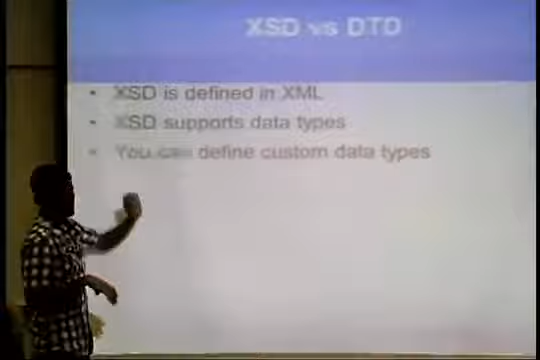 XSD vs DTD
• XSD is defined in XML
• XSD supports data types
• You can define custom data types